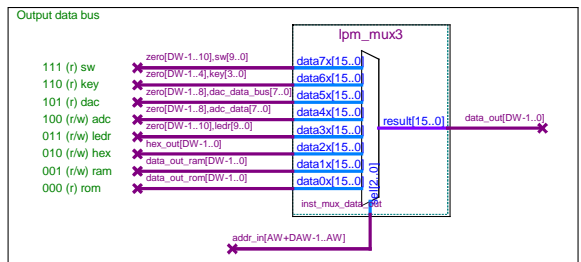 Output data bus
lpm_mux3
111 (r) sw
zero[DW-1..10],sw[9..0]
data7x[15..0]
110 (r) key
zero[DW-1..4],key[3..0]
data6x[15..0]
101 (r) dac
zero[DW-1..8],dac_data_bus[7..0]
data5x[15..0]
100 (r/w) adc
zero[DW-1..8],adc_data[7..0]
data4x[15..0]
011 (r/w) ledr
zero[DW-1..10],ledr[9..0]
data3x[15..0]
010 (r/w) hex
hex_out[DW-1..0]
data2x[15..0]
001 (r/w) ram
data_out_ram[DW-1..0]
data1x[15..0]
000 (r) rom
data_out_rom[DW-1..0]
data0x[15..0]
result[15..0]
data_out[DW-1..0]
sel[2..0]
inst_mux_data_out
addr_in[AW+DAW-1..AW]